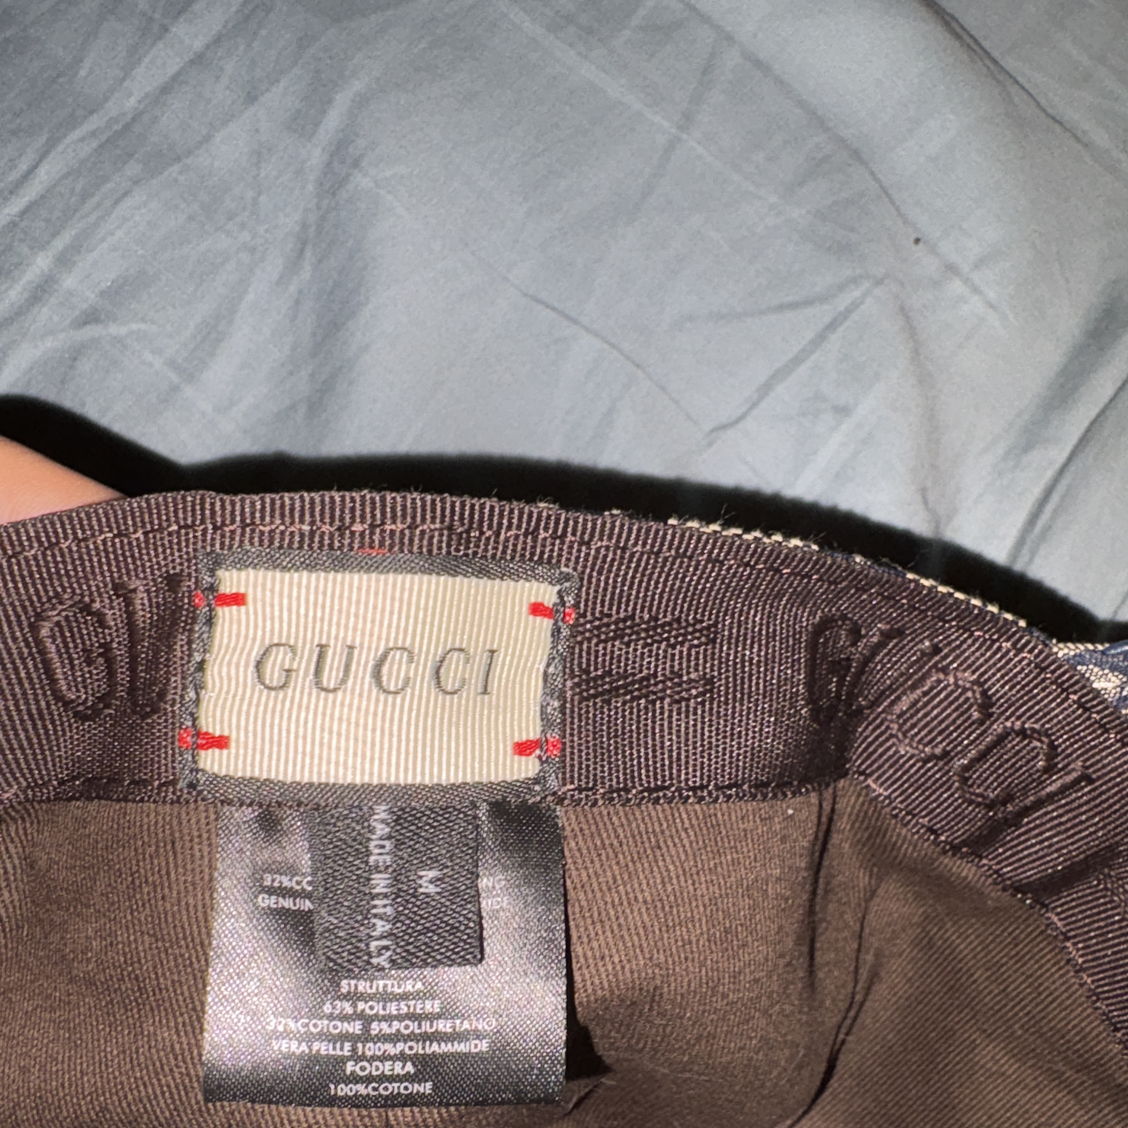 GUCCI
GUCCI
MADE IN ITALY
M
GENUIN
STRUTTURA
63% POLIESTERE
32%COTONE 5%POLIURETANO
VERA PELLE 100%POLIAMMIDE
FODERA
100%COTONE